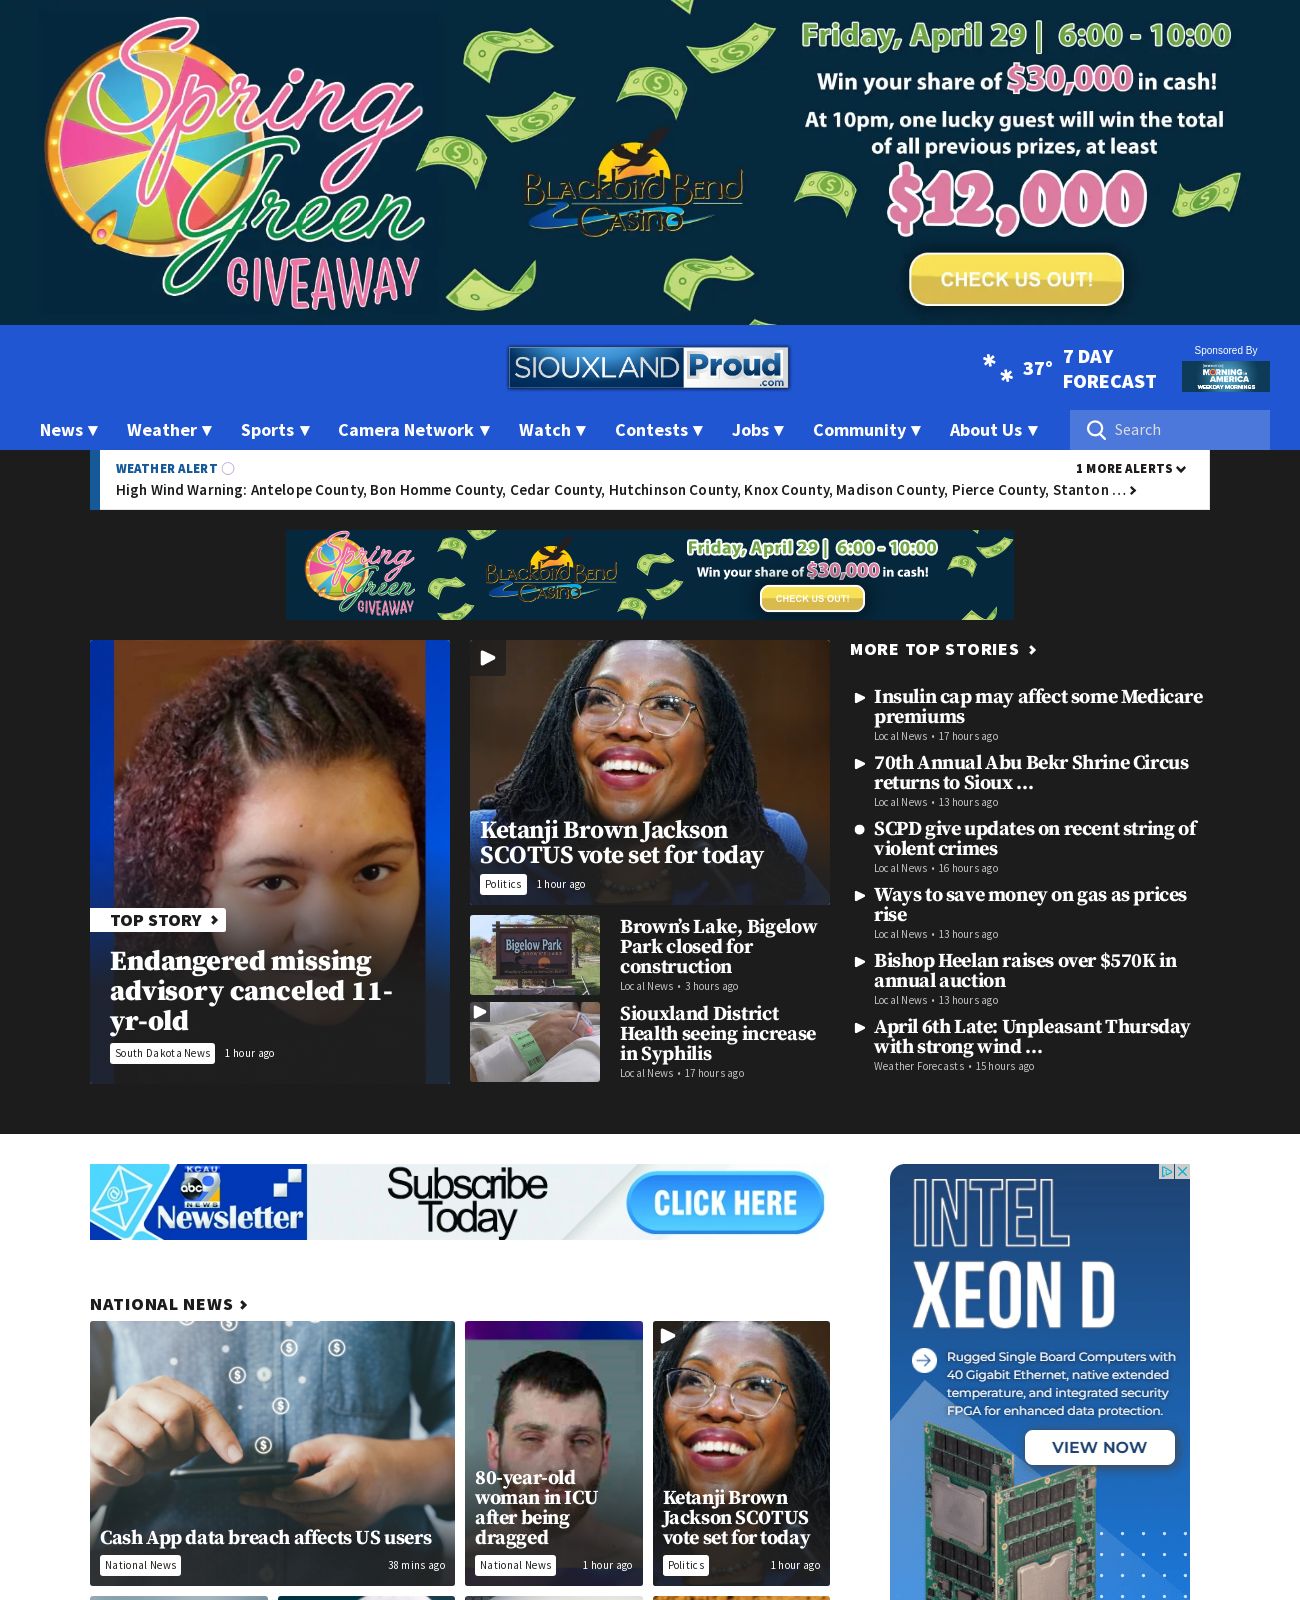 Spring
Green
GIVEAWAY
BLACKBIRD BEND
CASINO
Friday, April 29 | 6:00 - 10:00
Win your share of $30,000 in cash!
At 10pm, one lucky guest will win the total
of all previous prizes, at least
$12,000
CHECK US OUT!
SIOUXLAND Proud
.com
37°
7 DAY
FORECAST
Sponsored By
MORNING IN
AMERICA
WEEKDAY MORNINGS
News ▼ Weather ▼ Sports ▼ Camera Network ▼ Watch ▼ Contests ▼ Jobs ▼ Community ▼ About Us ▼
Search
WEATHER ALERT
1 MORE ALERTS
High Wind Warning: Antelope County, Bon Homme County, Cedar County, Hutchinson County, Knox County, Madison County, Pierce County, Stanton …
Spring
Green
GIVEAWAY
BLACKBIRD BEND
CASINO
Friday, April 29 | 6:00 - 10:00
Win your share of $30,000 in cash!
CHECK US OUT!
TOP STORY
Endangered missing
advisory canceled 11-
yr-old
South Dakota News 1 hour ago
Ketanji Brown Jackson
SCOTUS vote set for today
Politics 1 hour ago
Bigelow Park
BROWN'S LAKE
Brown’s Lake, Bigelow
Park closed for
construction
Local News • 3 hours ago
Siouxland District
Health seeing increase
in Syphilis
Local News • 17 hours ago
MORE TOP STORIES
Insulin cap may affect some Medicare
premiums
Local News • 17 hours ago
70th Annual Abu Bekr Shrine Circus
returns to Sioux …
Local News • 13 hours ago
SCPD give updates on recent string of
violent crimes
Local News • 16 hours ago
Ways to save money on gas as prices
rise
Local News • 13 hours ago
Bishop Heelan raises over $570K in
annual auction
Local News • 13 hours ago
April 6th Late: Unpleasant Thursday
with strong wind …
Weather Forecasts • 15 hours ago
KCAU
abc 9
NEWS
Newsletter
Subscribe
Today
CLICK HERE
NATIONAL NEWS
Cash App data breach affects US users
National News 38 mins ago
80-year-old
woman in ICU
after being
dragged
National News 1 hour ago
Ketanji Brown
Jackson SCOTUS
vote set for today
Politics 1 hour ago
INTEL
XEON D
Rugged Single Board Computers with
40 Gigabit Ethernet, native extended
temperature, and integrated security
FPGA for enhanced data protection.
VIEW NOW